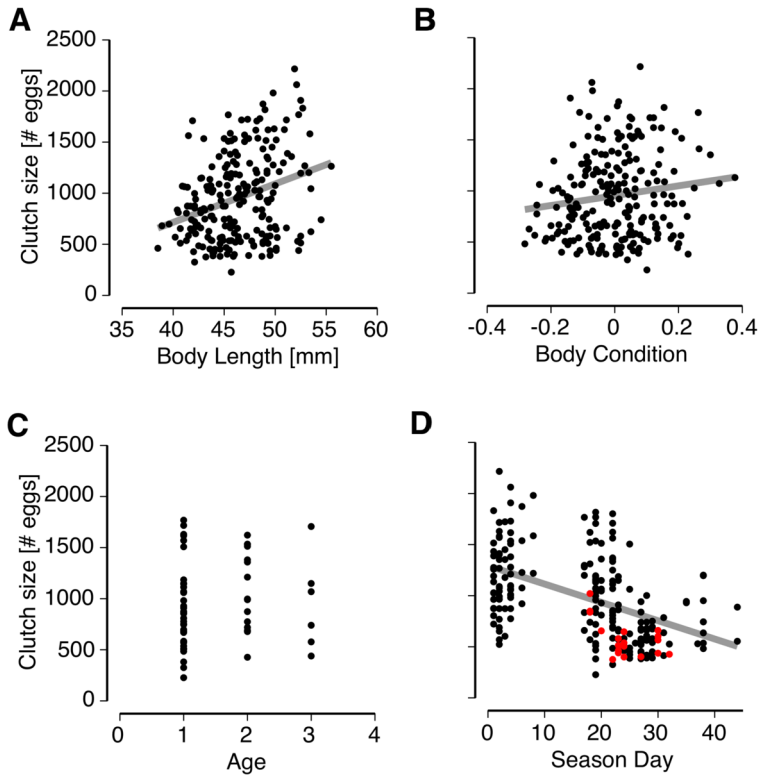 A
B
2500
2000
1500
1000
500
0
Clutch size [# eggs]
35 40 45 50 55 60
-0.4 -0.2 0 0.2 0.4
Body Length [mm]
Body Condition
C
D
2500
2000
1500
1000
500
0
Clutch size [# eggs]
0 1 2 3 4
0 10 20 30 40
Age
Season Day